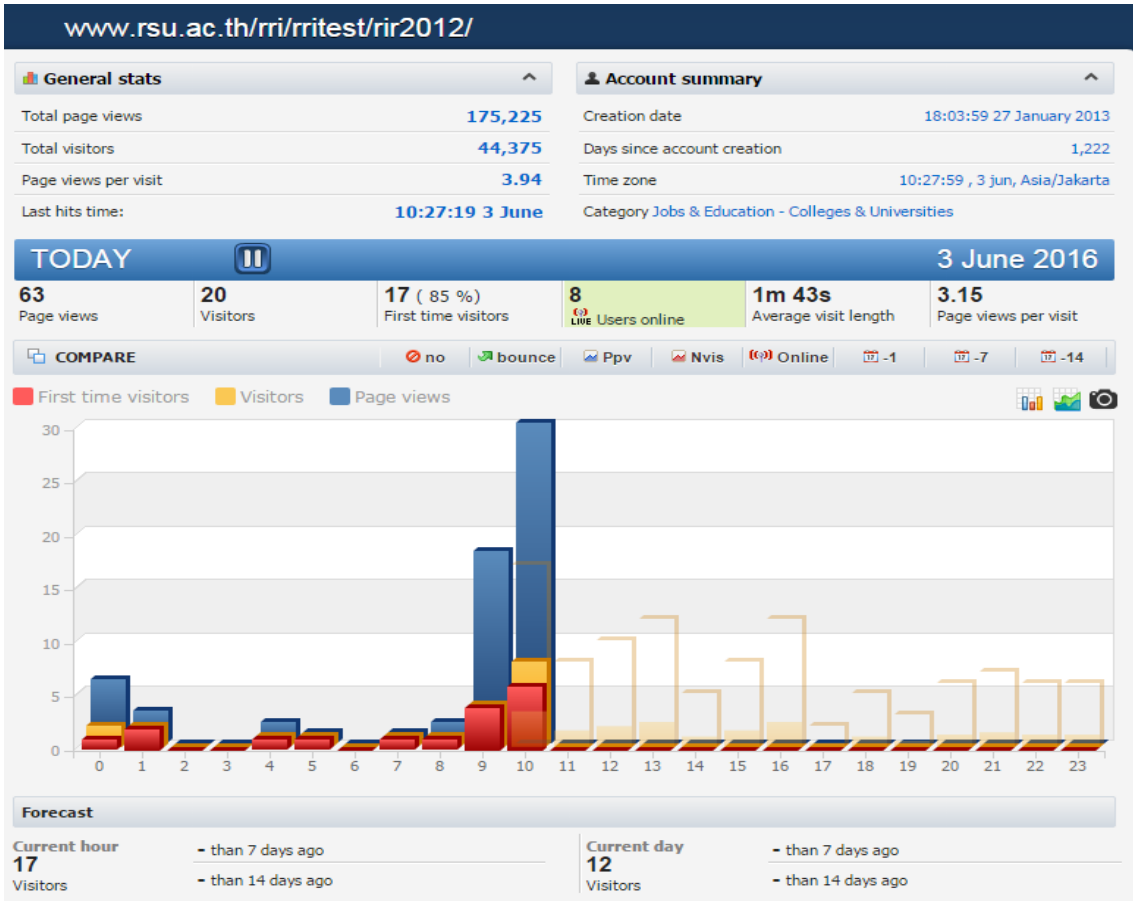 www.rsu.ac.th/rri/rritest/rir2012/
General stats
Total page views 175,225
Total visitors 44,375
Page views per visit 3.94
Last hits time: 10:27:19 3 June
Account summary
Creation date 18:03:59 27 January 2013
Days since account creation 1,222
Time zone 10:27:59 , 3 jun, Asia/Jakarta
Category Jobs & Education - Colleges & Universities
TODAY 3 June 2016
63 20 17 ( 85 %) 8 1m 43s 3.15
Page views Visitors First time visitors LIVE Users online Average visit length Page views per visit
COMPARE no bounce Ppv Nvis Online 17 -1 17 -7 17 -14
First time visitors Visitors Page views
30
25
20
15
10
5
0
0 1 2 3 4 5 6 7 8 9 10 11 12 13 14 15 16 17 18 19 20 21 22 23
Forecast
Current hour
17
Visitors
- than 7 days ago
- than 14 days ago
Current day
12
Visitors
- than 7 days ago
- than 14 days ago